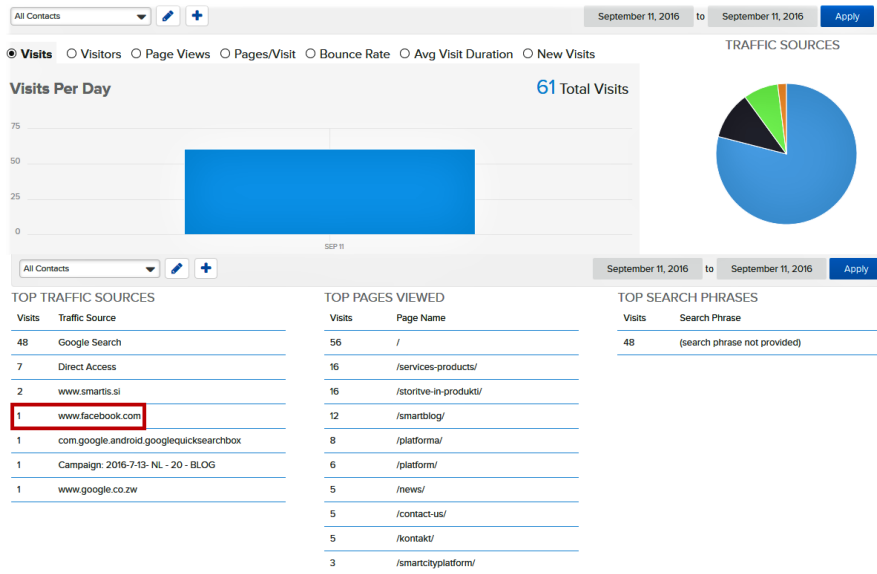 All Contacts
September 11, 2016 to September 11, 2016 Apply
Visits Visitors Page Views Pages/Visit Bounce Rate Avg Visit Duration New Visits
TRAFFIC SOURCES
Visits Per Day
61 Total Visits
75
50
25
0
SEP 11
All Contacts
September 11, 2016 to September 11, 2016 Apply
TOP TRAFFIC SOURCES
Visits Traffic Source
48 Google Search
7 Direct Access
2 www.smartis.si
1 www.facebook.com
1 com.google.android.googlequicksearchbox
1 Campaign: 2016-7-13- NL - 20 - BLOG
1 www.google.co.zw
TOP PAGES VIEWED
Visits Page Name
56 /
16 /services-products/
16 /storitve-in-produkti/
12 /smartblog/
8 /platforma/
6 /platform/
5 /news/
5 /contact-us/
5 /kontakt/
3 /smartcityplatform/
TOP SEARCH PHRASES
Visits Search Phrase
48 (search phrase not provided)